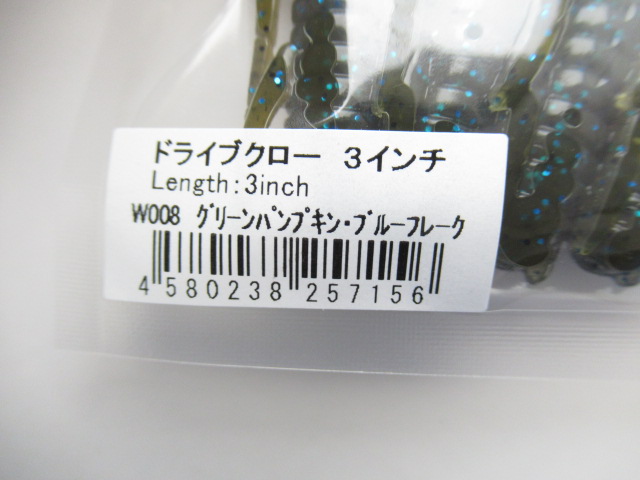 ドライブクロー 3インチ
Length:3inch
W008 グリーンパンプキン・ブルーフレーク
4 580238 257156